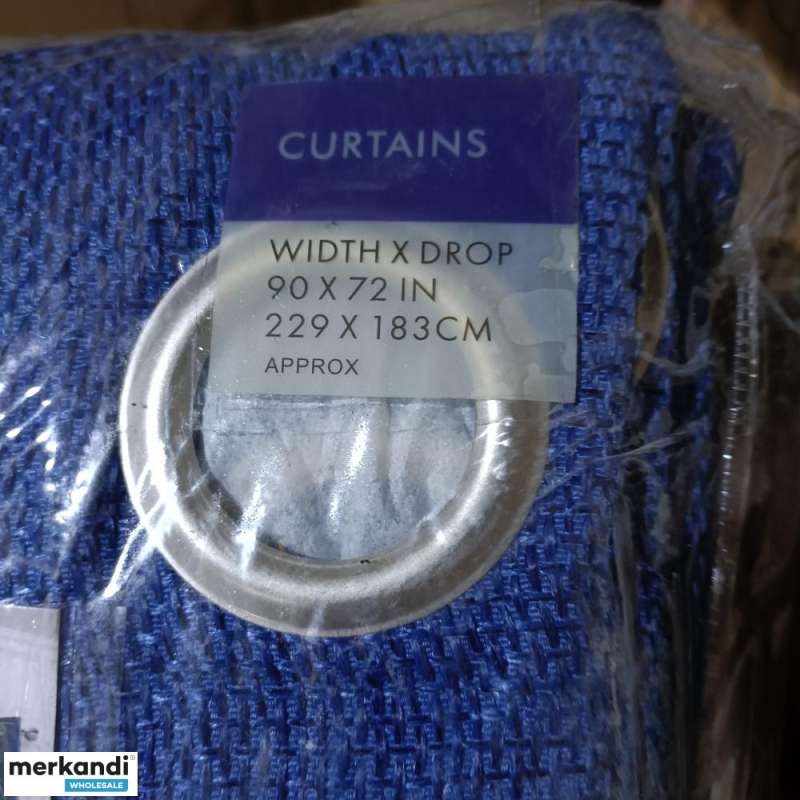 CURTAINS
WIDTH X DROP
90 X 72 IN
229 X 183CM
APPROX
merkandi
WHOLESALE